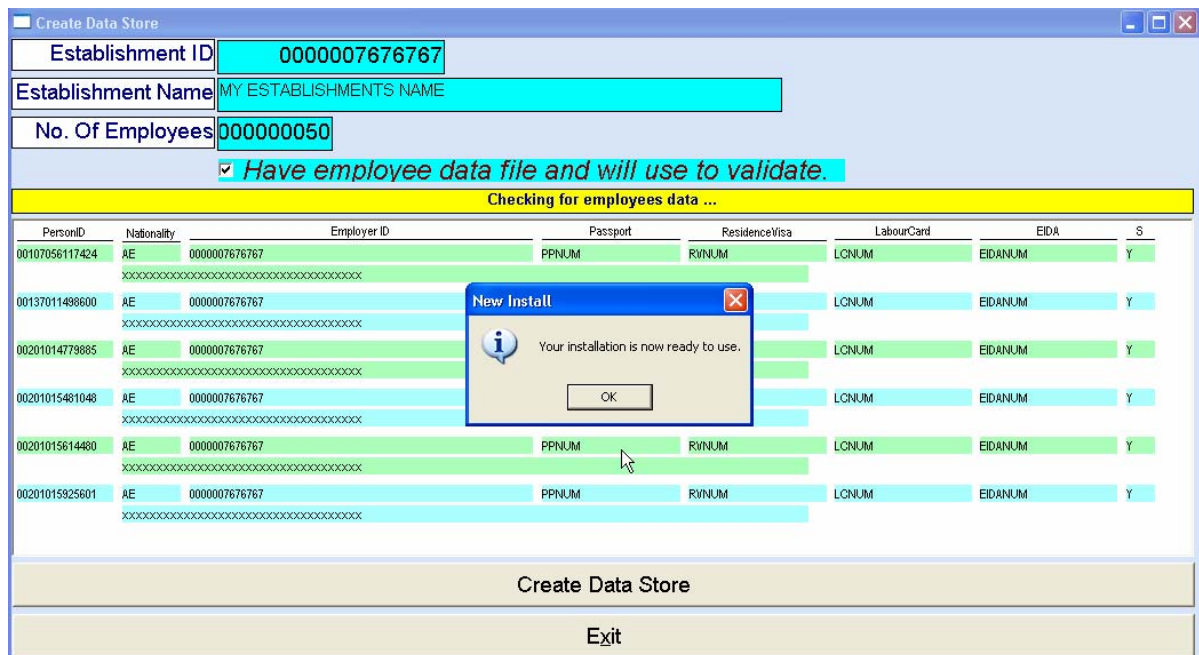 Create Data Store
Establishment ID 0000007676767
Establishment Name MY ESTABLISHMENTS NAME
No. Of Employees 000000050
Have employee data file and will use to validate.
Checking for employees data ...
PersonID Nationality Employer ID Passport ResidenceVisa LabourCard EIDA S
00107056117424 AE 0000007676767 PPNUM RVNUM LCNUM EIDANUM Y
XXXXXXXXXXXXXXXXXXXXXXXXXXXXXXXXXXX
00137011498600 AE 0000007676767 LCNUM EIDANUM Y
XXXXXXXXXXXXXXXXXXXXXXXXXXXXXXXXXXX
New Install
00201014779885 AE 0000007676767 LCNUM EIDANUM Y
Your installation is now ready to use.
XXXXXXXXXXXXXXXXXXXXXXXXXXXXXXXXXXX
00201015481048 AE 0000007676767 LCNUM EIDANUM Y
OK
XXXXXXXXXXXXXXXXXXXXXXXXXXXXXXXXXXX
00201015614480 AE 0000007676767 PPNUM RVNUM LCNUM EIDANUM Y
XXXXXXXXXXXXXXXXXXXXXXXXXXXXXXXXXXX
00201015925601 AE 0000007676767 PPNUM RVNUM LCNUM EIDANUM Y
XXXXXXXXXXXXXXXXXXXXXXXXXXXXXXXXXXX
Create Data Store
Exit